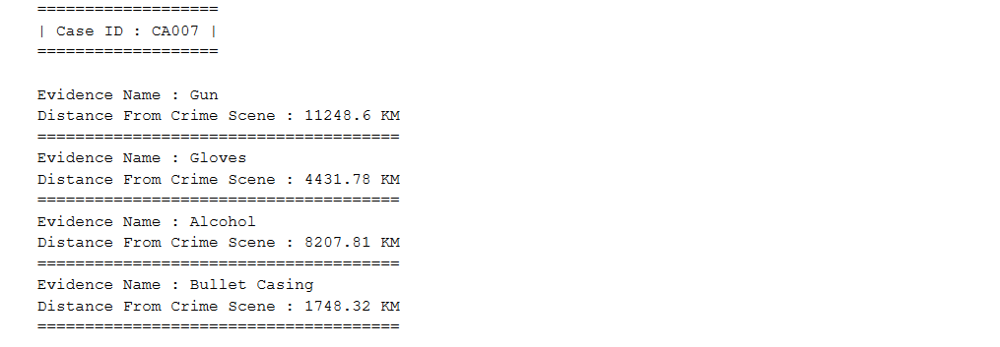 ===================
| Case ID : CA007 |
===================
Evidence Name : Gun
Distance From Crime Scene : 11248.6 KM
======================================
Evidence Name : Gloves
Distance From Crime Scene : 4431.78 KM
======================================
Evidence Name : Alcohol
Distance From Crime Scene : 8207.81 KM
======================================
Evidence Name : Bullet Casing
Distance From Crime Scene : 1748.32 KM
======================================